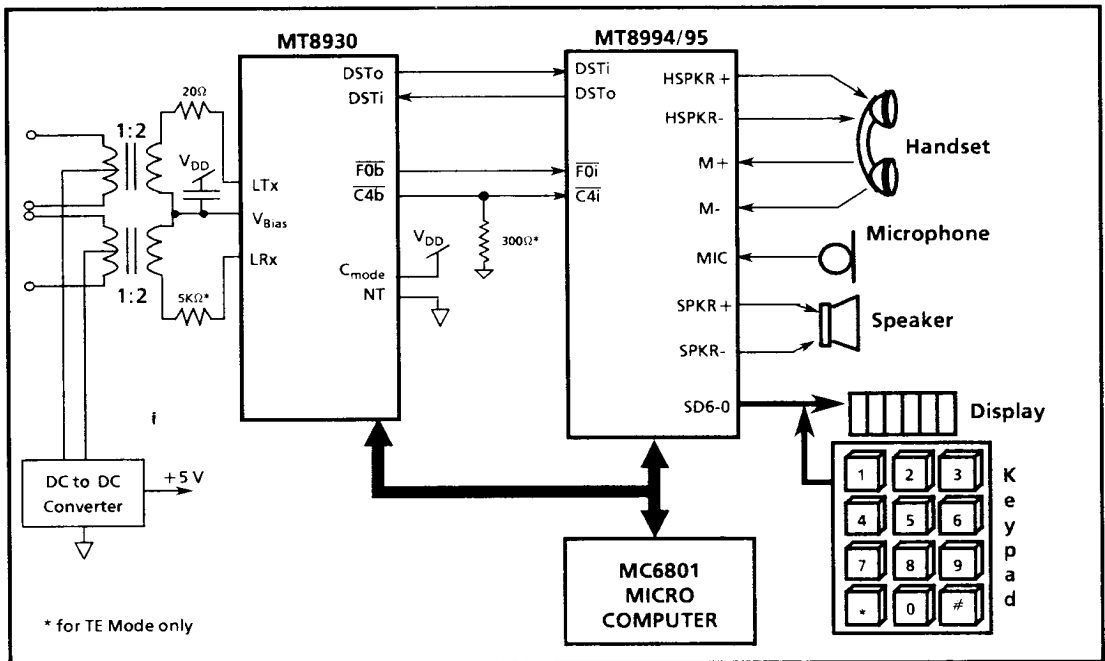 MT8930
MT8994/95
DSTo
DSTi
DSTi
DSTo
HSPKR +
HSPKR-
M +
M-
Handset
20Ω
1:2
VDD
LTx
VBias
LRx
1:2
5KΩ*
F0b
C4b
F0i
C4i
300Ω*
VDD
Cmode
NT
MIC
Microphone
SPKR +
SPKR-
Speaker
SD6-0
Display
i
DC to DC
Converter
+5 V
MC6801
MICRO
COMPUTER
1 2 3
4 5 6
7 8 9
* 0 #
Keypad
* for TE Mode only